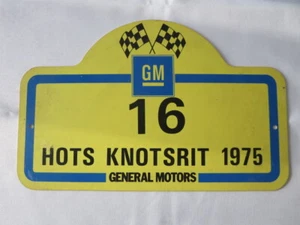 GM
16
HOTS KNOTSRIT 1975
GENERAL MOTORS